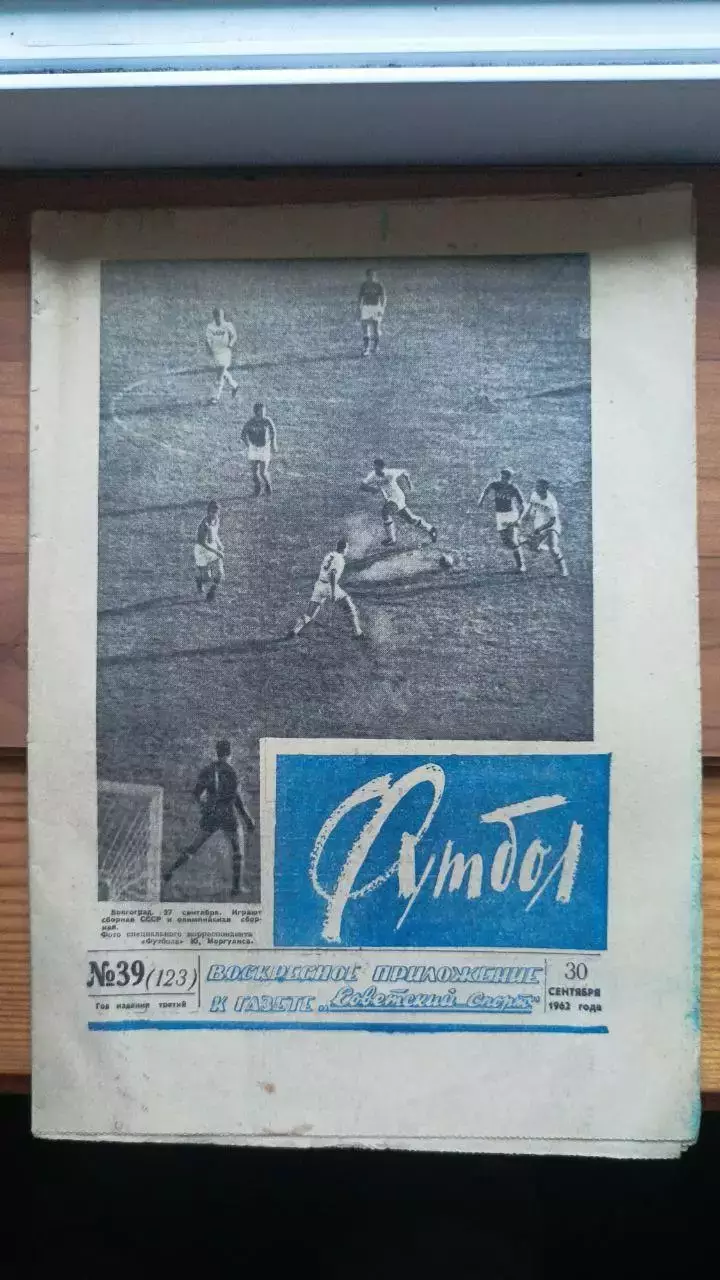 Волгоград. 27 сентября. Играют
сборная СССР и олимпийская сбор-
ная.
Фото специального корреспондента
«Футбола» Ю. Моргулиса.
Футбол
№39 (123)
Год издания третий
ВОСКРЕСНОЕ ПРИЛОЖЕНИЕ
К ГАЗЕТЕ „Советский спорт"
30
СЕНТЯБРЯ
1962 года